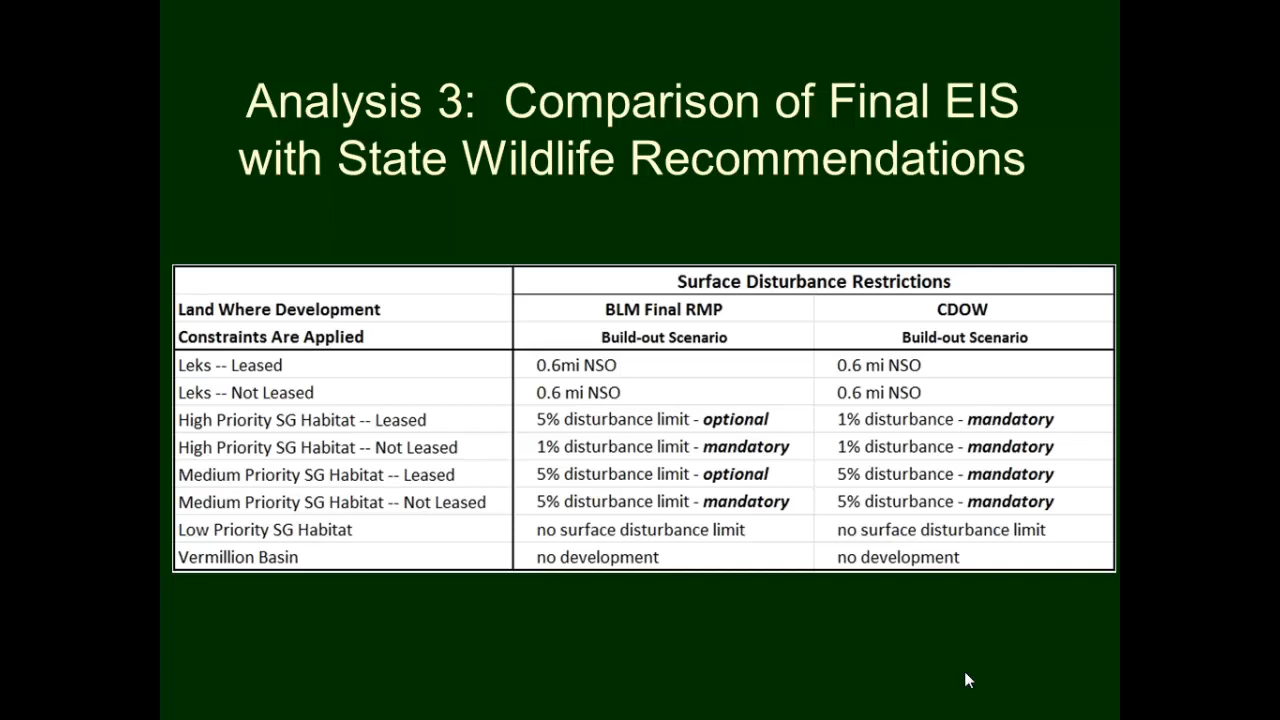 Analysis 3: Comparison of Final EIS
with State Wildlife Recommendations
Surface Disturbance Restrictions
Land Where Development BLM Final RMP CDOW
Constraints Are Applied Build-out Scenario Build-out Scenario
Leks -- Leased 0.6mi NSO 0.6 mi NSO
Leks -- Not Leased 0.6 mi NSO 0.6 mi NSO
High Priority SG Habitat -- Leased 5% disturbance limit - optional 1% disturbance - mandatory
High Priority SG Habitat -- Not Leased 1% disturbance limit - mandatory 1% disturbance - mandatory
Medium Priority SG Habitat -- Leased 5% disturbance limit - optional 5% disturbance - mandatory
Medium Priority SG Habitat -- Not Leased 5% disturbance limit - mandatory 5% disturbance - mandatory
Low Priority SG Habitat no surface disturbance limit no surface disturbance limit
Vermillion Basin no development no development